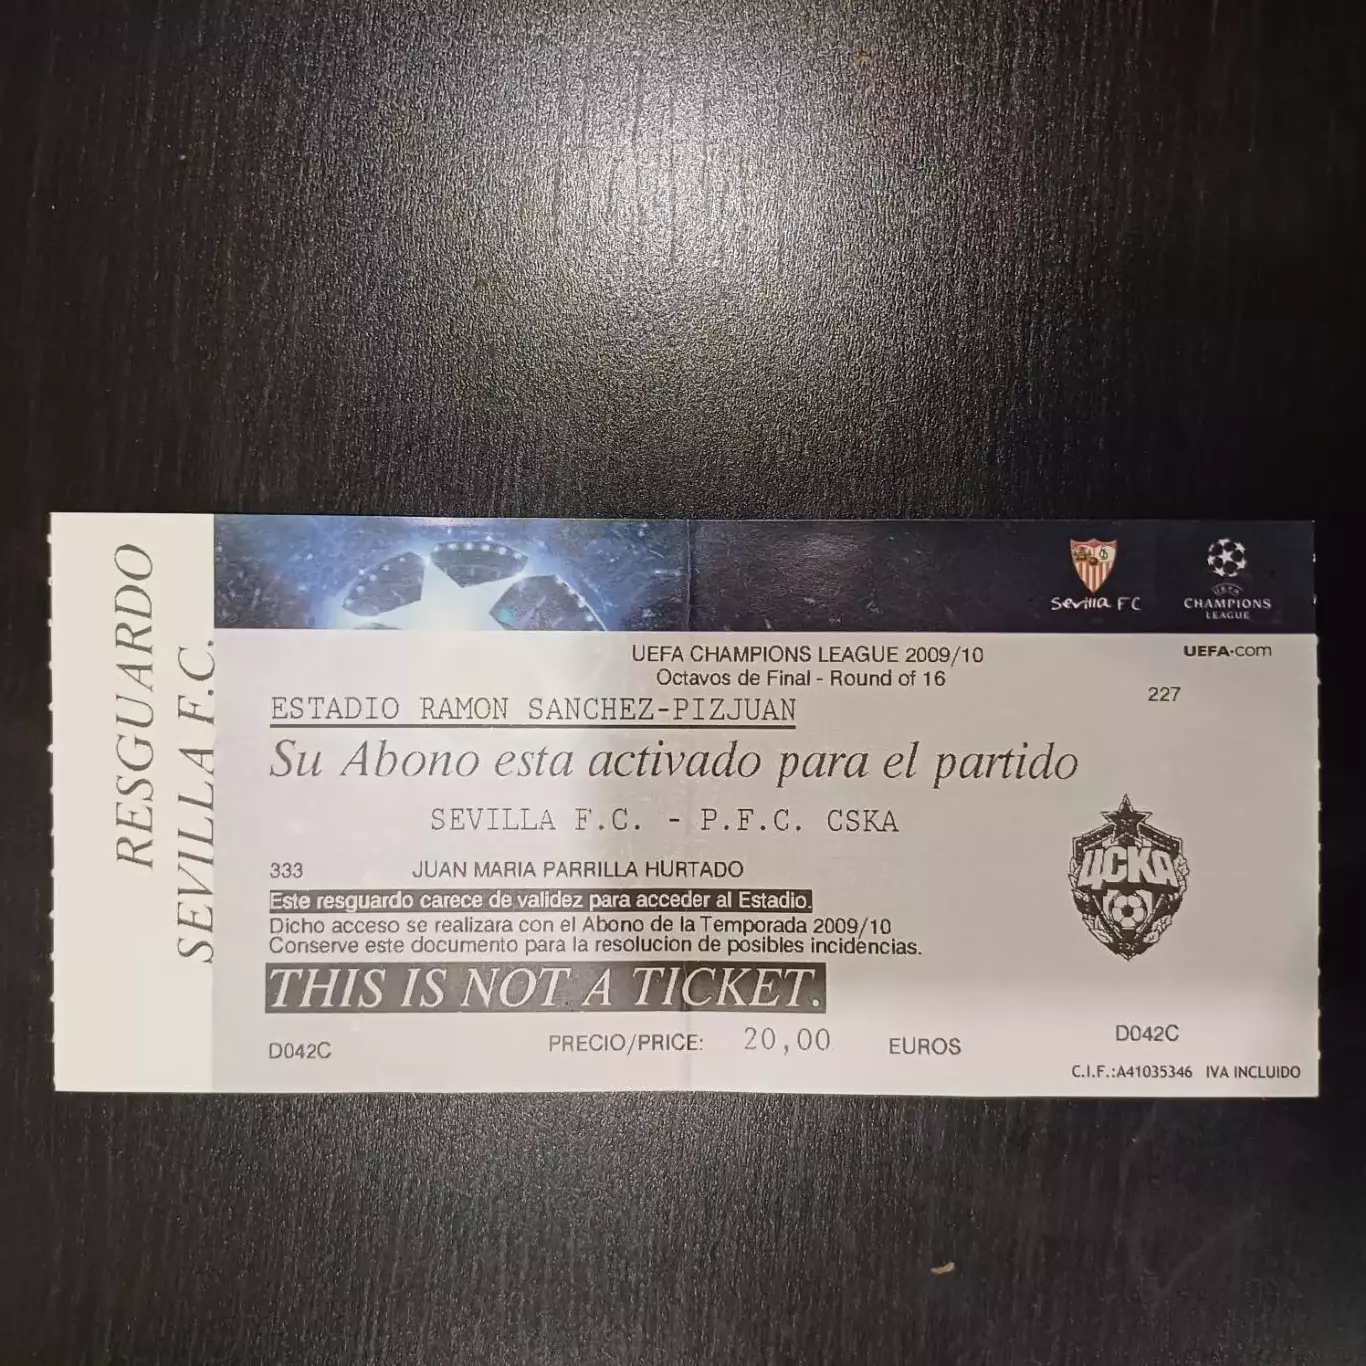 RESGUARDO
SEVILLA F.C.
Sevilla FC
UEFA
CHAMPIONS
LEAGUE
UEFA CHAMPIONS LEAGUE 2009/10
UEFA.com
Octavos de Final - Round of 16
227
ESTADIO RAMON SANCHEZ-PIZJUAN
Su Abono esta activado para el partido
SEVILLA F.C. - P.F.C. CSKA
ЦСКА
333 JUAN MARIA PARRILLA HURTADO
Este resguardo carece de validez para acceder al Estadio.
Dicho acceso se realizara con el Abono de la Temporada 2009/10
Conserve este documento para la resolucion de posibles incidencias.
THIS IS NOT A TICKET.
D042C PRECIO/PRICE: 20,00 EUROS D042C
C.I.F.:A41035346 IVA INCLUIDO